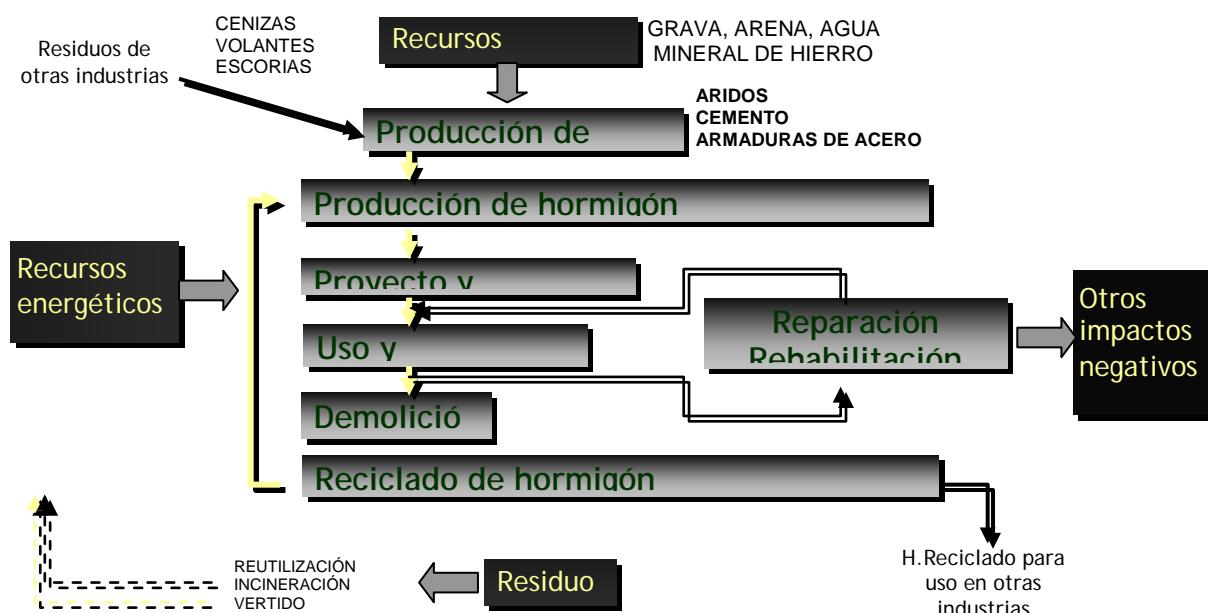 CENIZAS
VOLANTES
ESCORIAS
Residuos de
otras industrias
Recursos
GRAVA, ARENA, AGUA
MINERAL DE HIERRO
Producción de
ARIDOS
CEMENTO
ARMADURAS DE ACERO
Producción de hormigón
Recursos
energéticos
Proyecto y
Uso y
Reparación
Rehabilitación
Otros
impactos
negativos
Demolició
Reciclado de hormigón
REUTILIZACIÓN
INCINERACIÓN
VERTIDO
Residuo
H.Reciclado para
uso en otras
industrias